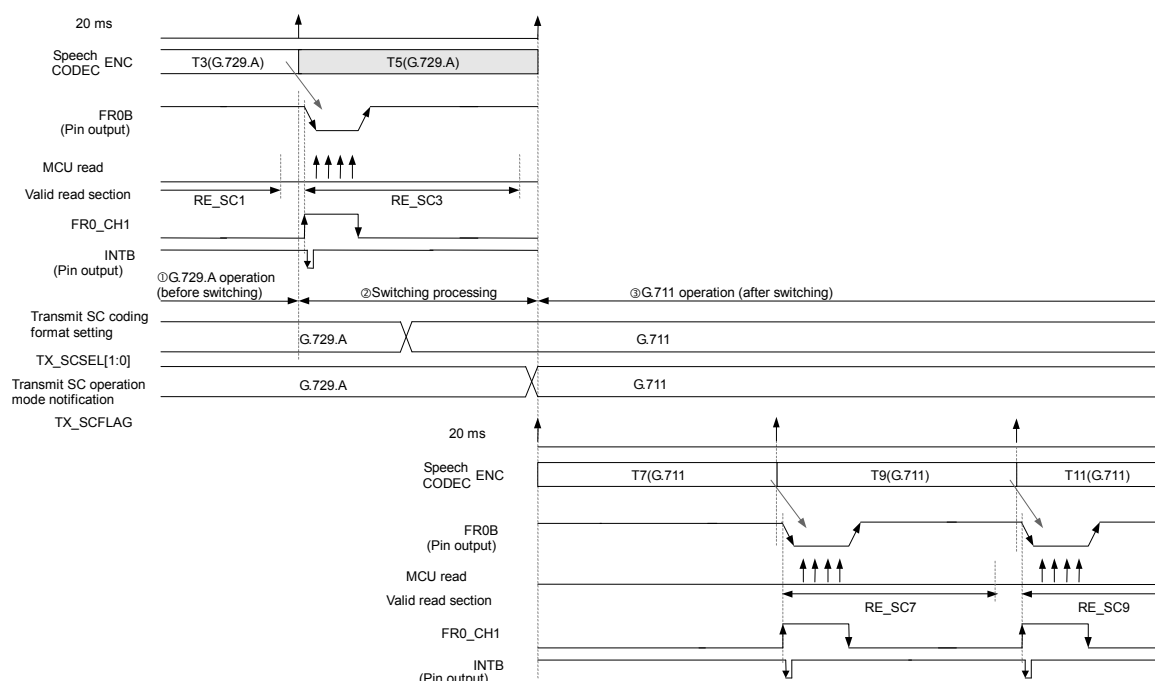 20 ms
Speech
CODEC ENC
T3(G.729.A)
T5(G.729.A)
FR0B
(Pin output)
MCU read
Valid read section
RE_SC1
RE_SC3
FR0_CH1
INTB
(Pin output)
①G.729.A operation
(before switching)
②Switching processing
③G.711 operation (after switching)
Transmit SC coding
format setting
G.729.A
G.711
TX_SCSEL[1:0]
Transmit SC operation
mode notification
G.729.A
G.711
TX_SCFLAG
20 ms
Speech
CODEC ENC
T7(G.711
T9(G.711)
T11(G.711)
FR0B
(Pin output)
MCU read
Valid read section
RE_SC7
RE_SC9
FR0_CH1
INTB
(Pin output)